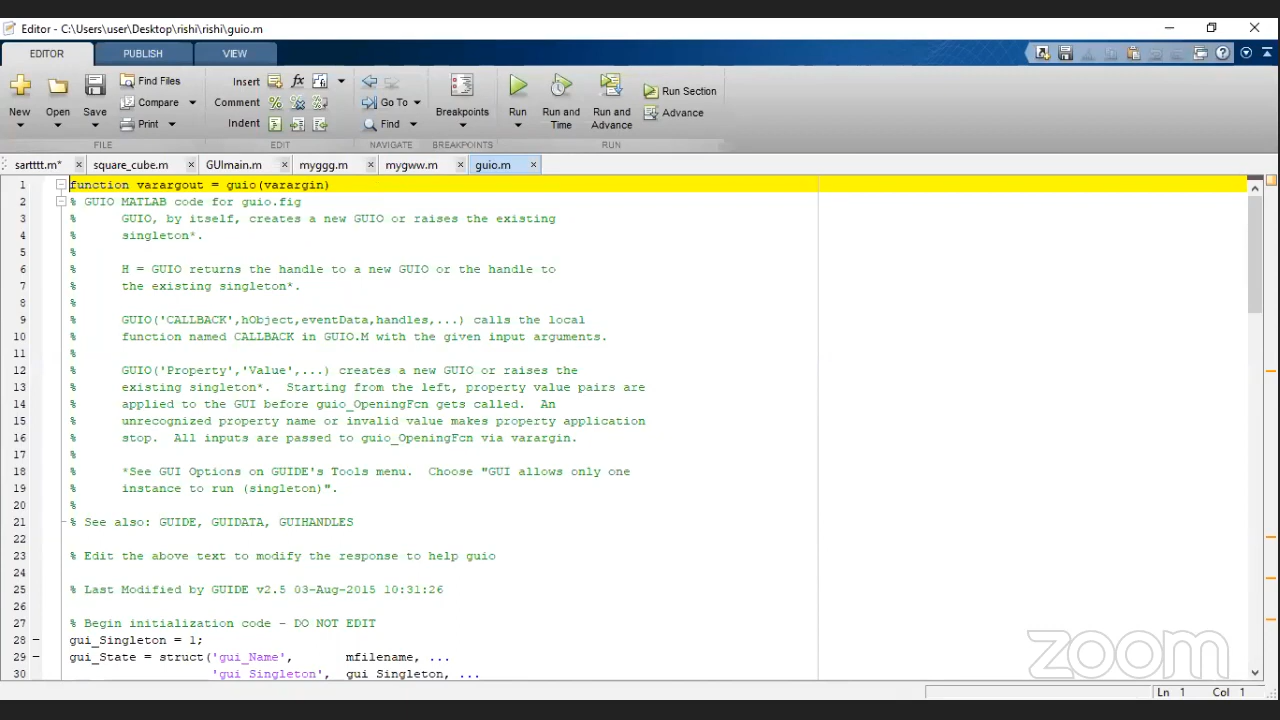 Editor - C:\Users\user\Desktop\rishi\rishi\guio.m
EDITOR PUBLISH VIEW
New Open Save Find Files Compare Print
FILE
Insert fx
Comment
Indent
EDIT
Go To
Find
NAVIGATE
Breakpoints
BREAKPOINTS
Run Run and Time Run and Advance Run Section Advance
RUN
sartttt.m* × square_cube.m × GUImain.m × myggg.m × mygww.m × guio.m ×
1 function varargout = guio(varargin)
2 % GUIO MATLAB code for guio.fig
3 % GUIO, by itself, creates a new GUIO or raises the existing
4 % singleton*.
5 %
6 % H = GUIO returns the handle to a new GUIO or the handle to
7 % the existing singleton*.
8 %
9 % GUIO('CALLBACK',hObject,eventData,handles,...) calls the local
10 % function named CALLBACK in GUIO.M with the given input arguments.
11 %
12 % GUIO('Property','Value',...) creates a new GUIO or raises the
13 % existing singleton*. Starting from the left, property value pairs are
14 % applied to the GUI before guio_OpeningFcn gets called. An
15 % unrecognized property name or invalid value makes property application
16 % stop. All inputs are passed to guio_OpeningFcn via varargin.
17 %
18 % *See GUI Options on GUIDE's Tools menu. Choose "GUI allows only one
19 % instance to run (singleton)".
20 %
21 % See also: GUIDE, GUIDATA, GUIHANDLES
22
23 % Edit the above text to modify the response to help guio
24
25 % Last Modified by GUIDE v2.5 03-Aug-2015 10:31:26
26
27 % Begin initialization code - DO NOT EDIT
28 – gui_Singleton = 1;
29 – gui_State = struct('gui_Name', mfilename, ...
30 'gui_Singleton', gui_Singleton, ...
zoom
Ln 1 Col 1